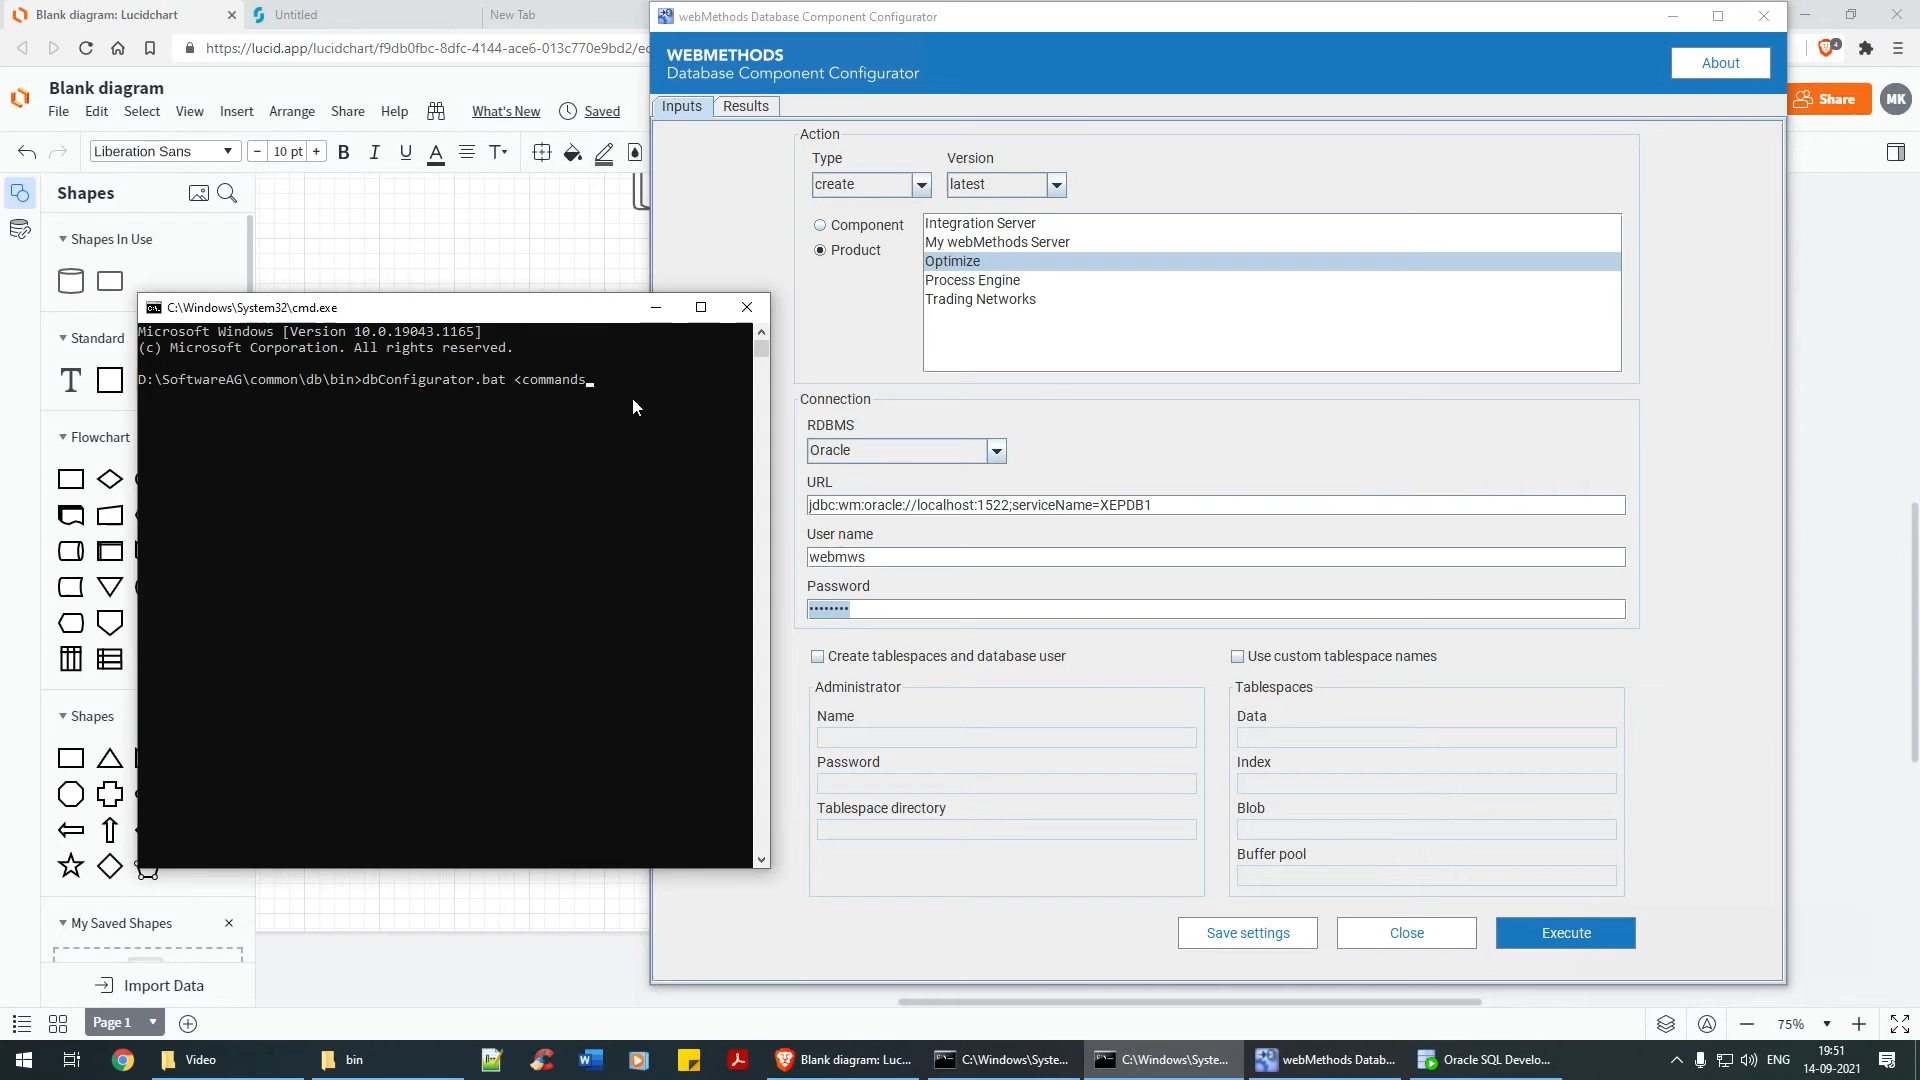 Blank diagram: Lucidchart
Untitled
New Tab
https://lucid.app/lucidchart/f9db0fbc-8dfc-4144-ace6-013c770e9bd2/ed
4
Blank diagram
File Edit Select View Insert Arrange Share Help What's New Saved
Share MK
Liberation Sans 10 pt B I U A T
Shapes
Shapes In Use
Standard
T
Flowchart
Shapes
My Saved Shapes
Import Data
Page 1
75%
C:\Windows\System32\cmd.exe
Microsoft Windows [Version 10.0.19043.1165]
(c) Microsoft Corporation. All rights reserved.
D:\SoftwareAG\common\db\bin>dbConfigurator.bat <commands_
webMethods Database Component Configurator
WEBMETHODS
Database Component Configurator
About
Inputs Results
Action
Type Version
create latest
Component
Product
Integration Server
My webMethods Server
Optimize
Process Engine
Trading Networks
Connection
RDBMS
Oracle
URL
jdbc:wm:oracle://localhost:1522;serviceName=XEPDB1
User name
webmws
Password
••••••••
Create tablespaces and database user
Administrator
Name
Password
Tablespace directory
Use custom tablespace names
Tablespaces
Data
Index
Blob
Buffer pool
Save settings Close Execute
Video
bin
Blank diagram: Luc...
C:\Windows\Syste...
C:\Windows\Syste...
webMethods Datab...
Oracle SQL Develo...
ENG
19:51
14-09-2021